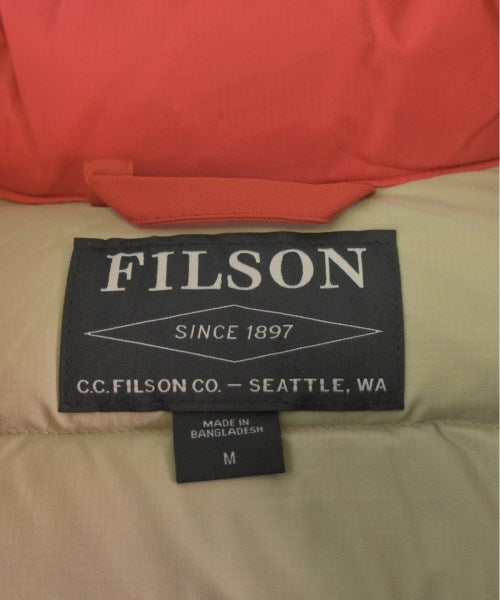 FILSON
SINCE 1897
C.C. FILSON CO. – SEATTLE, WA
MADE IN
BANGLADESH
M